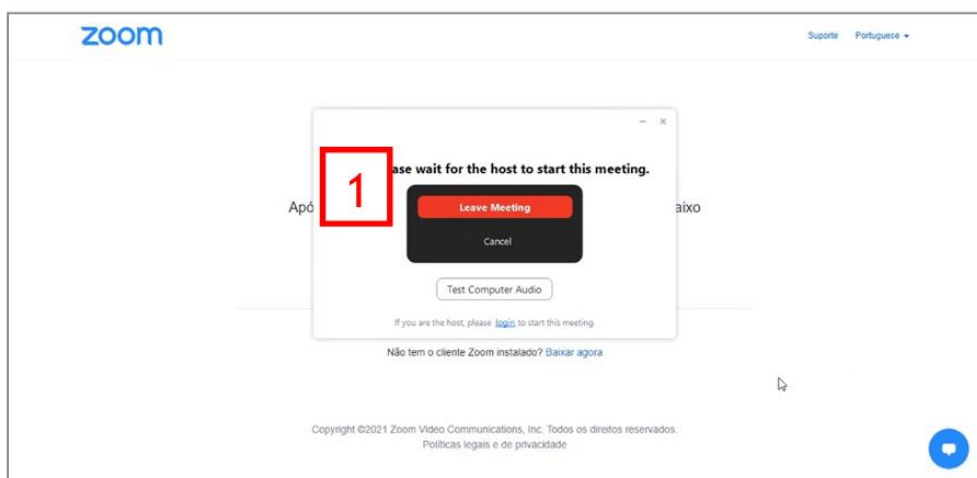 zoom
Suporte Portuguese
ase wait for the host to start this meeting.
1
Apó
aixo
Leave Meeting
Cancel
Test Computer Audio
If you are the host, please login to start this meeting.
Não tem o cliente Zoom instalado? Baixar agora
Copyright ©2021 Zoom Video Communications, Inc. Todos os direitos reservados.
Políticas legais e de privacidade